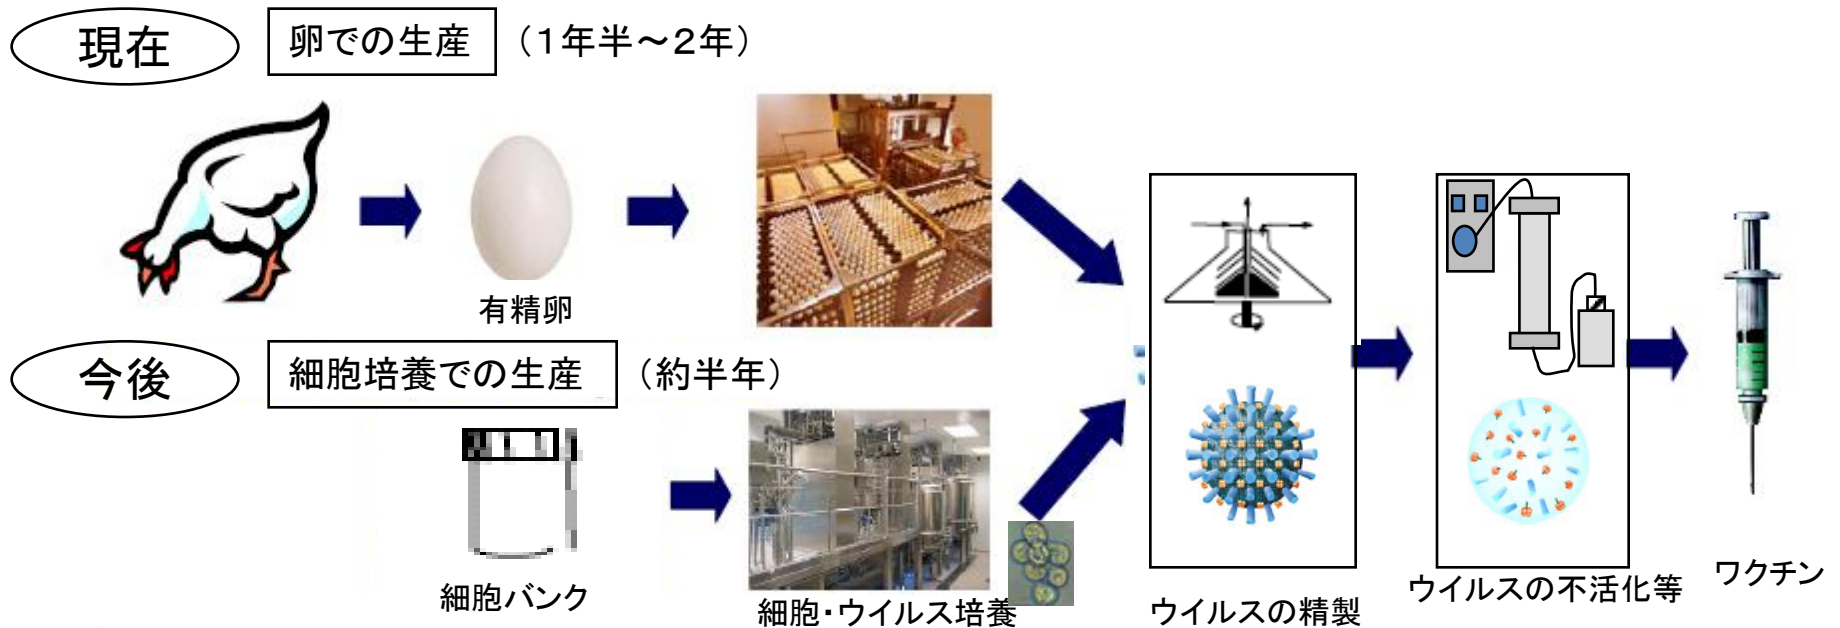 現在
卵での生産
（１年半～２年）
有精卵
今後
細胞培養での生産
（約半年）
細胞バンク
細胞・ウイルス培養
ウイルスの精製
ウイルスの不活化等
ワクチン